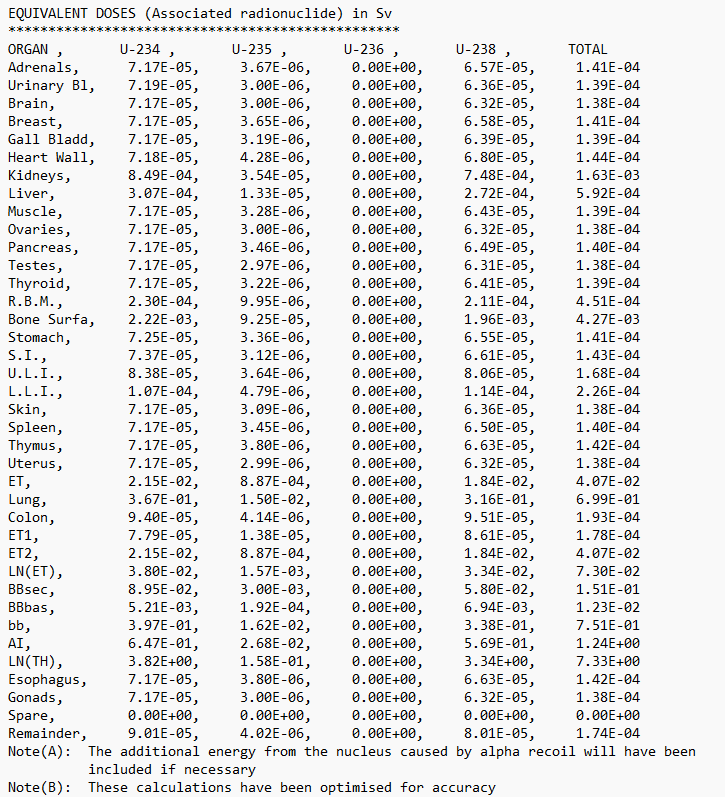 EQUIVALENT DOSES (Associated radionuclide) in Sv
*************************************************
ORGAN , U-234 , U-235 , U-236 , U-238 , TOTAL
Adrenals, 7.17E-05, 3.67E-06, 0.00E+00, 6.57E-05, 1.41E-04
Urinary Bl, 7.19E-05, 3.00E-06, 0.00E+00, 6.36E-05, 1.39E-04
Brain, 7.17E-05, 3.00E-06, 0.00E+00, 6.32E-05, 1.38E-04
Breast, 7.17E-05, 3.65E-06, 0.00E+00, 6.58E-05, 1.41E-04
Gall Bladd, 7.17E-05, 3.19E-06, 0.00E+00, 6.39E-05, 1.39E-04
Heart Wall, 7.18E-05, 4.28E-06, 0.00E+00, 6.80E-05, 1.44E-04
Kidneys, 8.49E-04, 3.54E-05, 0.00E+00, 7.48E-04, 1.63E-03
Liver, 3.07E-04, 1.33E-05, 0.00E+00, 2.72E-04, 5.92E-04
Muscle, 7.17E-05, 3.28E-06, 0.00E+00, 6.43E-05, 1.39E-04
Ovaries, 7.17E-05, 3.00E-06, 0.00E+00, 6.32E-05, 1.38E-04
Pancreas, 7.17E-05, 3.46E-06, 0.00E+00, 6.49E-05, 1.40E-04
Testes, 7.17E-05, 2.97E-06, 0.00E+00, 6.31E-05, 1.38E-04
Thyroid, 7.17E-05, 3.22E-06, 0.00E+00, 6.41E-05, 1.39E-04
R.B.M., 2.30E-04, 9.95E-06, 0.00E+00, 2.11E-04, 4.51E-04
Bone Surfa, 2.22E-03, 9.25E-05, 0.00E+00, 1.96E-03, 4.27E-03
Stomach, 7.25E-05, 3.36E-06, 0.00E+00, 6.55E-05, 1.41E-04
S.I., 7.37E-05, 3.12E-06, 0.00E+00, 6.61E-05, 1.43E-04
U.L.I., 8.38E-05, 3.64E-06, 0.00E+00, 8.06E-05, 1.68E-04
L.L.I., 1.07E-04, 4.79E-06, 0.00E+00, 1.14E-04, 2.26E-04
Skin, 7.17E-05, 3.09E-06, 0.00E+00, 6.36E-05, 1.38E-04
Spleen, 7.17E-05, 3.45E-06, 0.00E+00, 6.50E-05, 1.40E-04
Thymus, 7.17E-05, 3.80E-06, 0.00E+00, 6.63E-05, 1.42E-04
Uterus, 7.17E-05, 2.99E-06, 0.00E+00, 6.32E-05, 1.38E-04
ET, 2.15E-02, 8.87E-04, 0.00E+00, 1.84E-02, 4.07E-02
Lung, 3.67E-01, 1.50E-02, 0.00E+00, 3.16E-01, 6.99E-01
Colon, 9.40E-05, 4.14E-06, 0.00E+00, 9.51E-05, 1.93E-04
ET1, 7.79E-05, 1.38E-05, 0.00E+00, 8.61E-05, 1.78E-04
ET2, 2.15E-02, 8.87E-04, 0.00E+00, 1.84E-02, 4.07E-02
LN(ET), 3.80E-02, 1.57E-03, 0.00E+00, 3.34E-02, 7.30E-02
BBsec, 8.95E-02, 3.00E-03, 0.00E+00, 5.80E-02, 1.51E-01
BBbas, 5.21E-03, 1.92E-04, 0.00E+00, 6.94E-03, 1.23E-02
bb, 3.97E-01, 1.62E-02, 0.00E+00, 3.38E-01, 7.51E-01
AI, 6.47E-01, 2.68E-02, 0.00E+00, 5.69E-01, 1.24E+00
LN(TH), 3.82E+00, 1.58E-01, 0.00E+00, 3.34E+00, 7.33E+00
Esophagus, 7.17E-05, 3.80E-06, 0.00E+00, 6.63E-05, 1.42E-04
Gonads, 7.17E-05, 3.00E-06, 0.00E+00, 6.32E-05, 1.38E-04
Spare, 0.00E+00, 0.00E+00, 0.00E+00, 0.00E+00, 0.00E+00
Remainder, 9.01E-05, 4.02E-06, 0.00E+00, 8.01E-05, 1.74E-04
Note(A): The additional energy from the nucleus caused by alpha recoil will have been
included if necessary
Note(B): These calculations have been optimised for accuracy